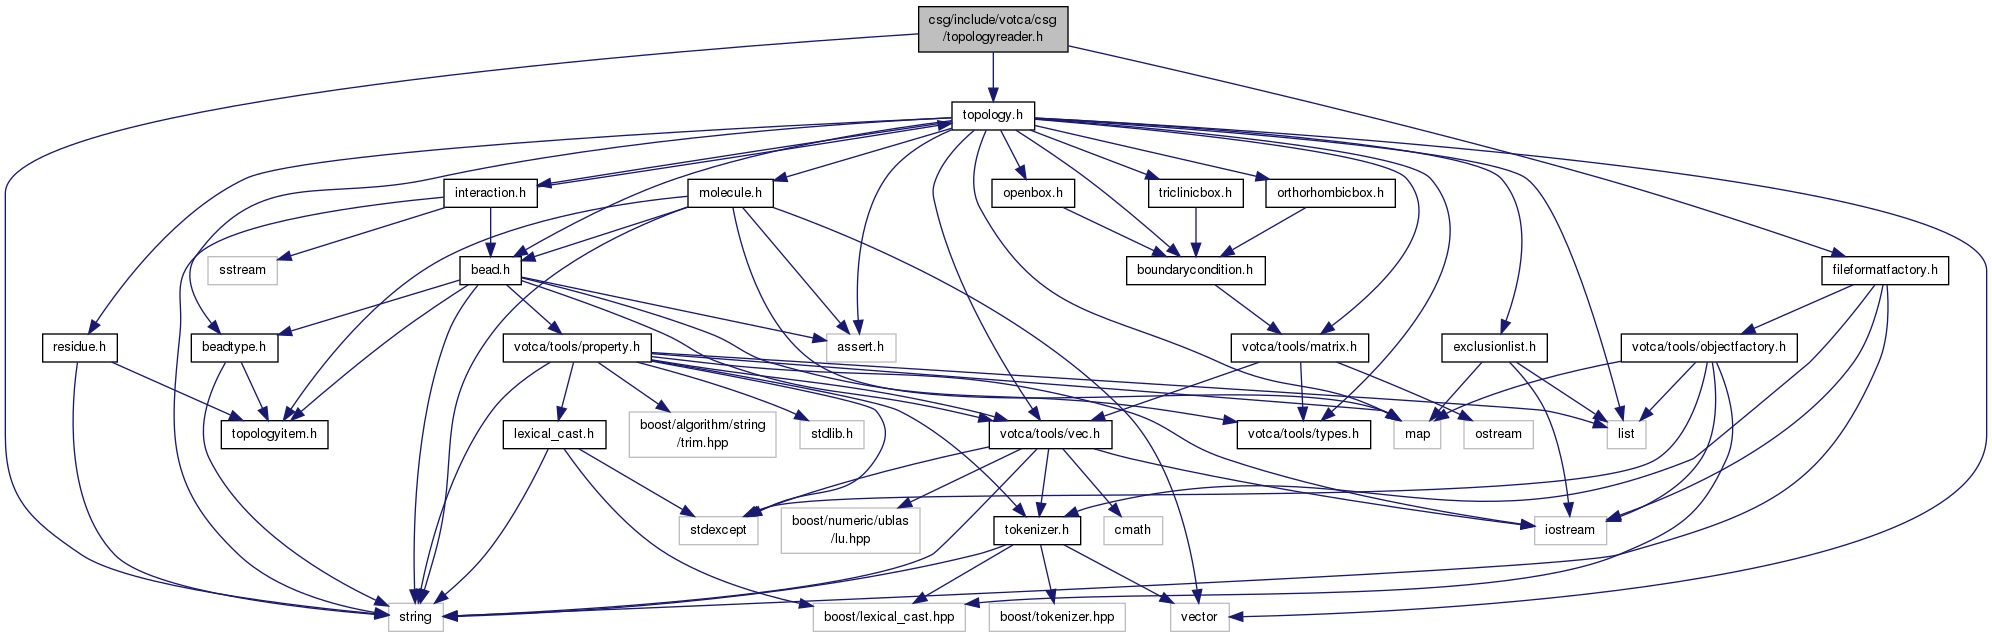 csg/include/votca/csg
/topologyreader.h
topology.h
interaction.h
molecule.h
openbox.h
triclinicbox.h
orthorhombicbox.h
sstream
bead.h
boundarycondition.h
fileformatfactory.h
residue.h
beadtype.h
votca/tools/property.h
assert.h
votca/tools/matrix.h
exclusionlist.h
votca/tools/objectfactory.h
topologyitem.h
lexical_cast.h
boost/algorithm/string
/trim.hpp
stdlib.h
votca/tools/vec.h
votca/tools/types.h
map
ostream
list
stdexcept
boost/numeric/ublas
/lu.hpp
tokenizer.h
cmath
iostream
string
boost/lexical_cast.hpp
boost/tokenizer.hpp
vector